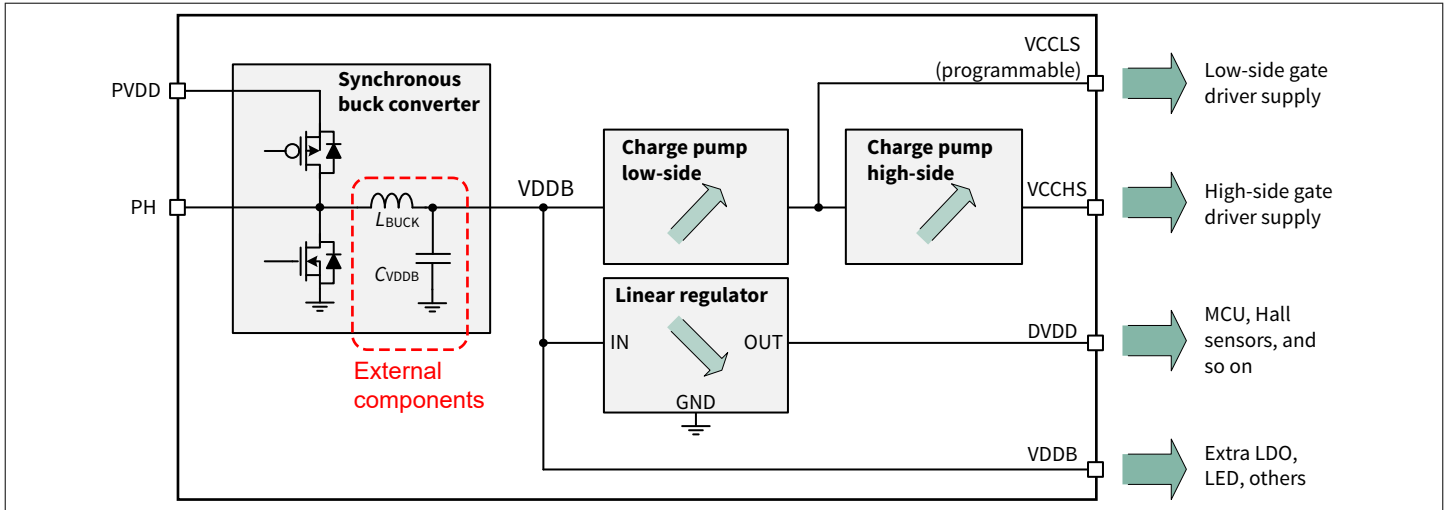 VCCLS
(programmable)
Low-side gate
driver supply
Synchronous
buck converter
PVDD
Charge pump
low-side
Charge pump
high-side
VDDB
VCCHS
High-side gate
driver supply
PH
LBUCK
CVDDB
Linear regulator
IN
OUT
GND
DVDD
MCU, Hall
sensors, and
so on
External
components
VDDB
Extra LDO,
LED, others